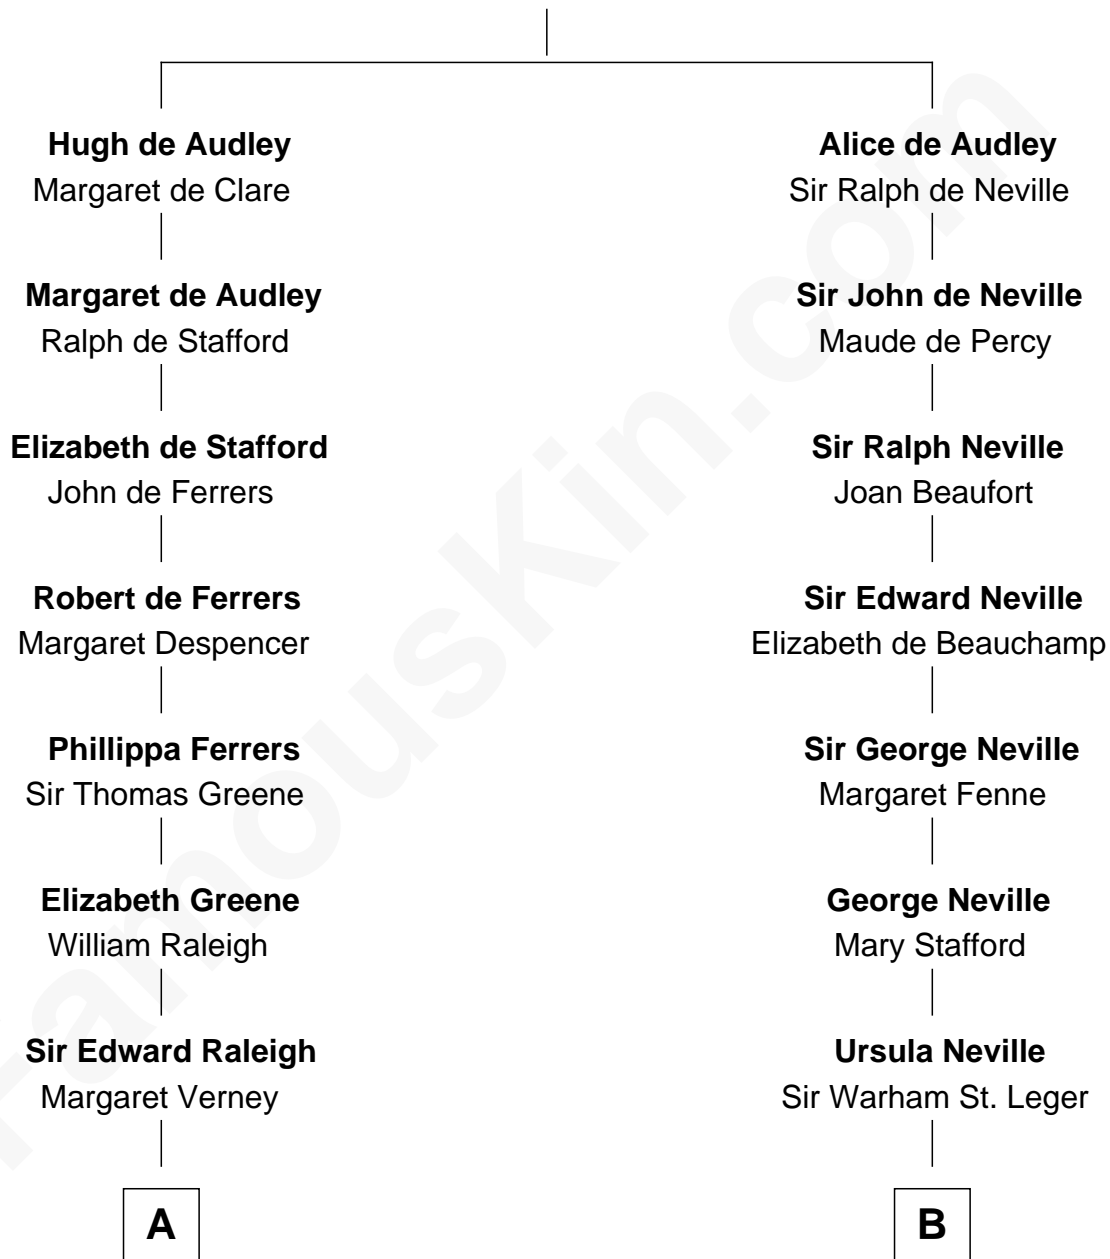 Hugh de Audley
Margaret de Clare
Margaret de Audley
Ralph de Stafford
Elizabeth de Stafford
John de Ferrers
Robert de Ferrers
Margaret Despencer
Phillippa Ferrers
Sir Thomas Greene
Elizabeth Greene
William Raleigh
Sir Edward Raleigh
Margaret Verney
A
Alice de Audley
Sir Ralph de Neville
Sir John de Neville
Maude de Percy
Sir Ralph Neville
Joan Beaufort
Sir Edward Neville
Elizabeth de Beauchamp
Sir George Neville
Margaret Fenne
George Neville
Mary Stafford
Ursula Neville
Sir Warham St. Leger
B
FamousKin.com